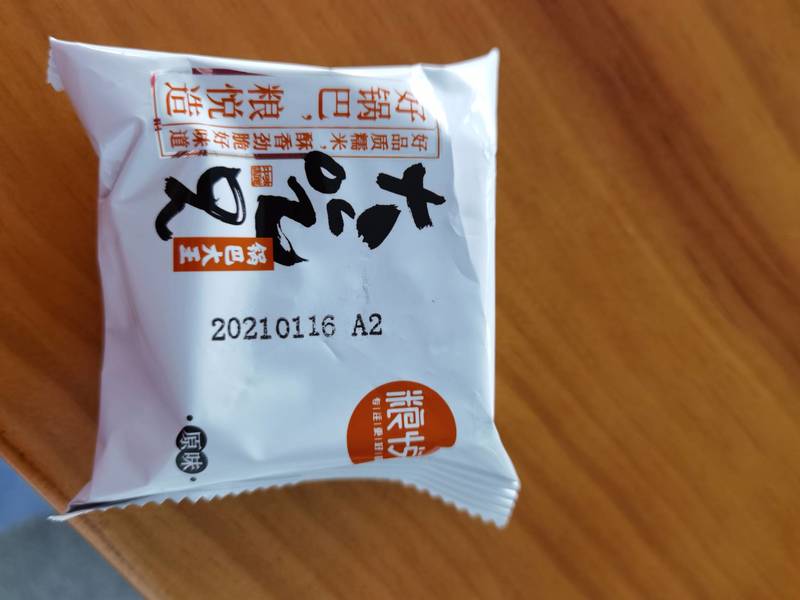 好锅巴，粮悦造
好品质糯米，酥香劲脆好味道
大吃兄
锅巴大王
20210116 A2
粮悦
原味